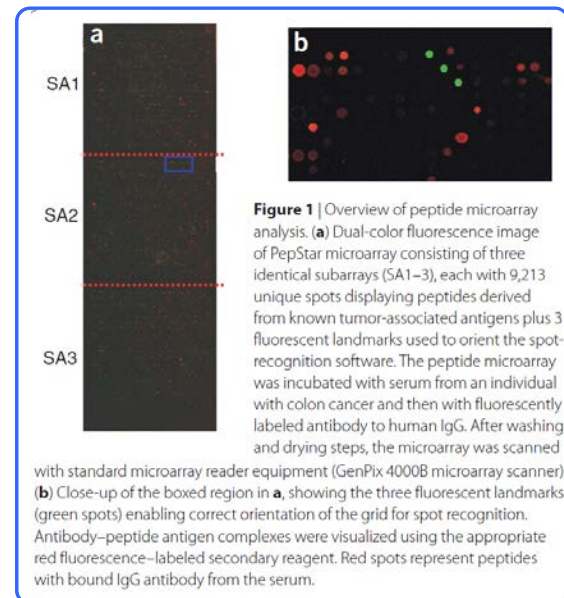 a
b
SA1
SA2
SA3
Figure 1 | Overview of peptide microarray
analysis. (a) Dual-color fluorescence image
of PepStar microarray consisting of three
identical subarrays (SA1–3), each with 9,213
unique spots displaying peptides derived
from known tumor-associated antigens plus 3
fluorescent landmarks used to orient the spot-
recognition software. The peptide microarray
was incubated with serum from an individual
with colon cancer and then with fluorescently
labeled antibody to human IgG. After washing
and drying steps, the microarray was scanned
with standard microarray reader equipment (GenPix 4000B microarray scanner)
(b) Close-up of the boxed region in a, showing the three fluorescent landmarks
(green spots) enabling correct orientation of the grid for spot recognition.
Antibody–peptide antigen complexes were visualized using the appropriate
red fluorescence–labeled secondary reagent. Red spots represent peptides
with bound IgG antibody from the serum.